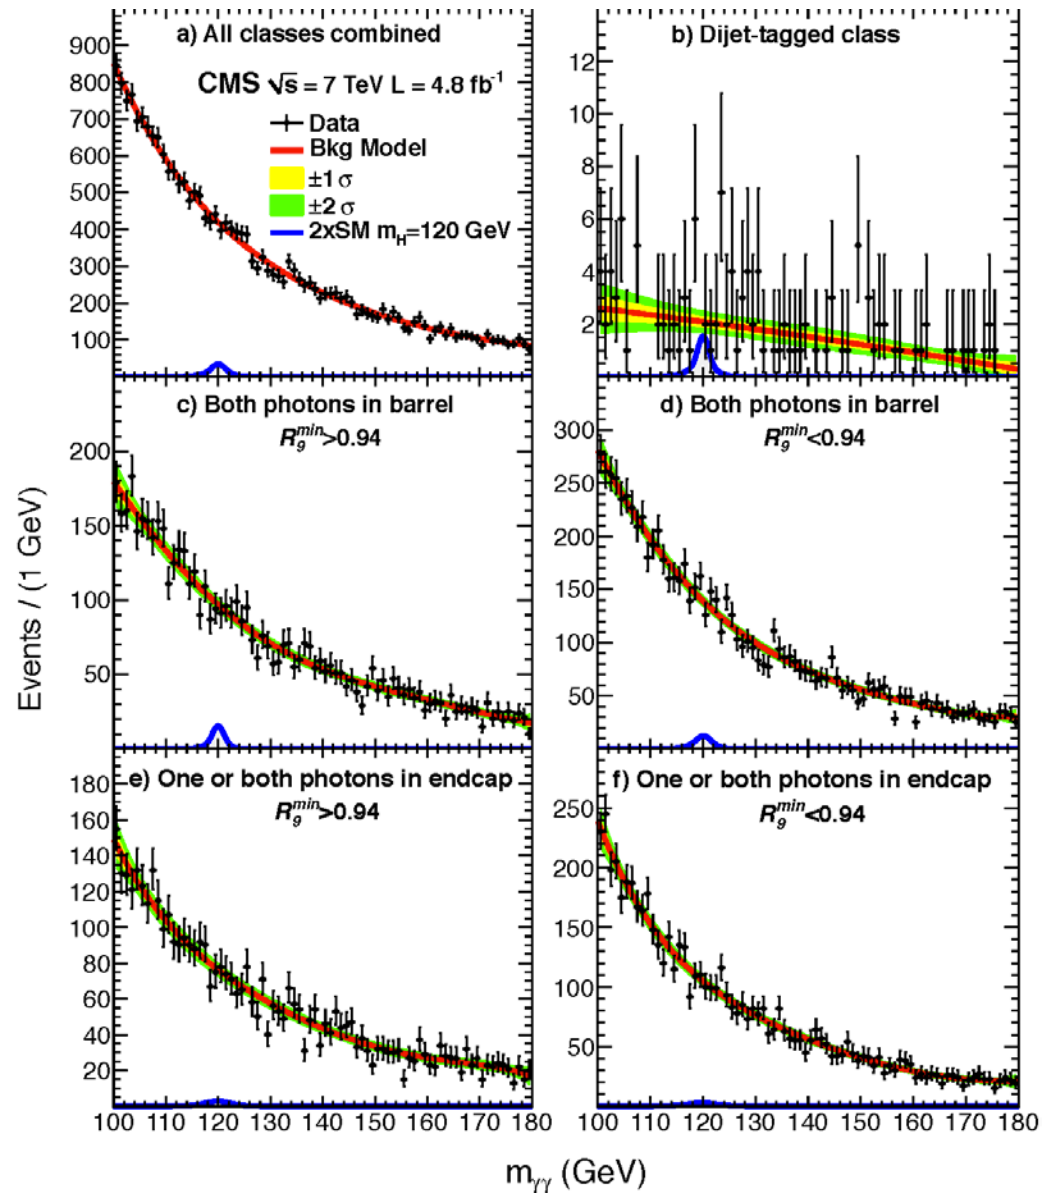 a) All classes combined
CMS √s = 7 TeV L = 4.8 fb⁻¹
Data
Bkg Model
±1 σ
±2 σ
2xSM m_H=120 GeV
900
800
700
600
500
400
300
200
100
b) Dijet-tagged class
12
10
8
6
4
2
c) Both photons in barrel
R₉^min>0.94
200
150
100
50
d) Both photons in barrel
R₉^min<0.94
300
250
200
150
100
50
e) One or both photons in endcap
R₉^min>0.94
180
160
140
120
100
80
60
40
20
100 110 120 130 140 150 160 170 180
f) One or both photons in endcap
R₉^min<0.94
250
200
150
100
50
100 110 120 130 140 150 160 170 180
Events / (1 GeV)
m_γγ (GeV)